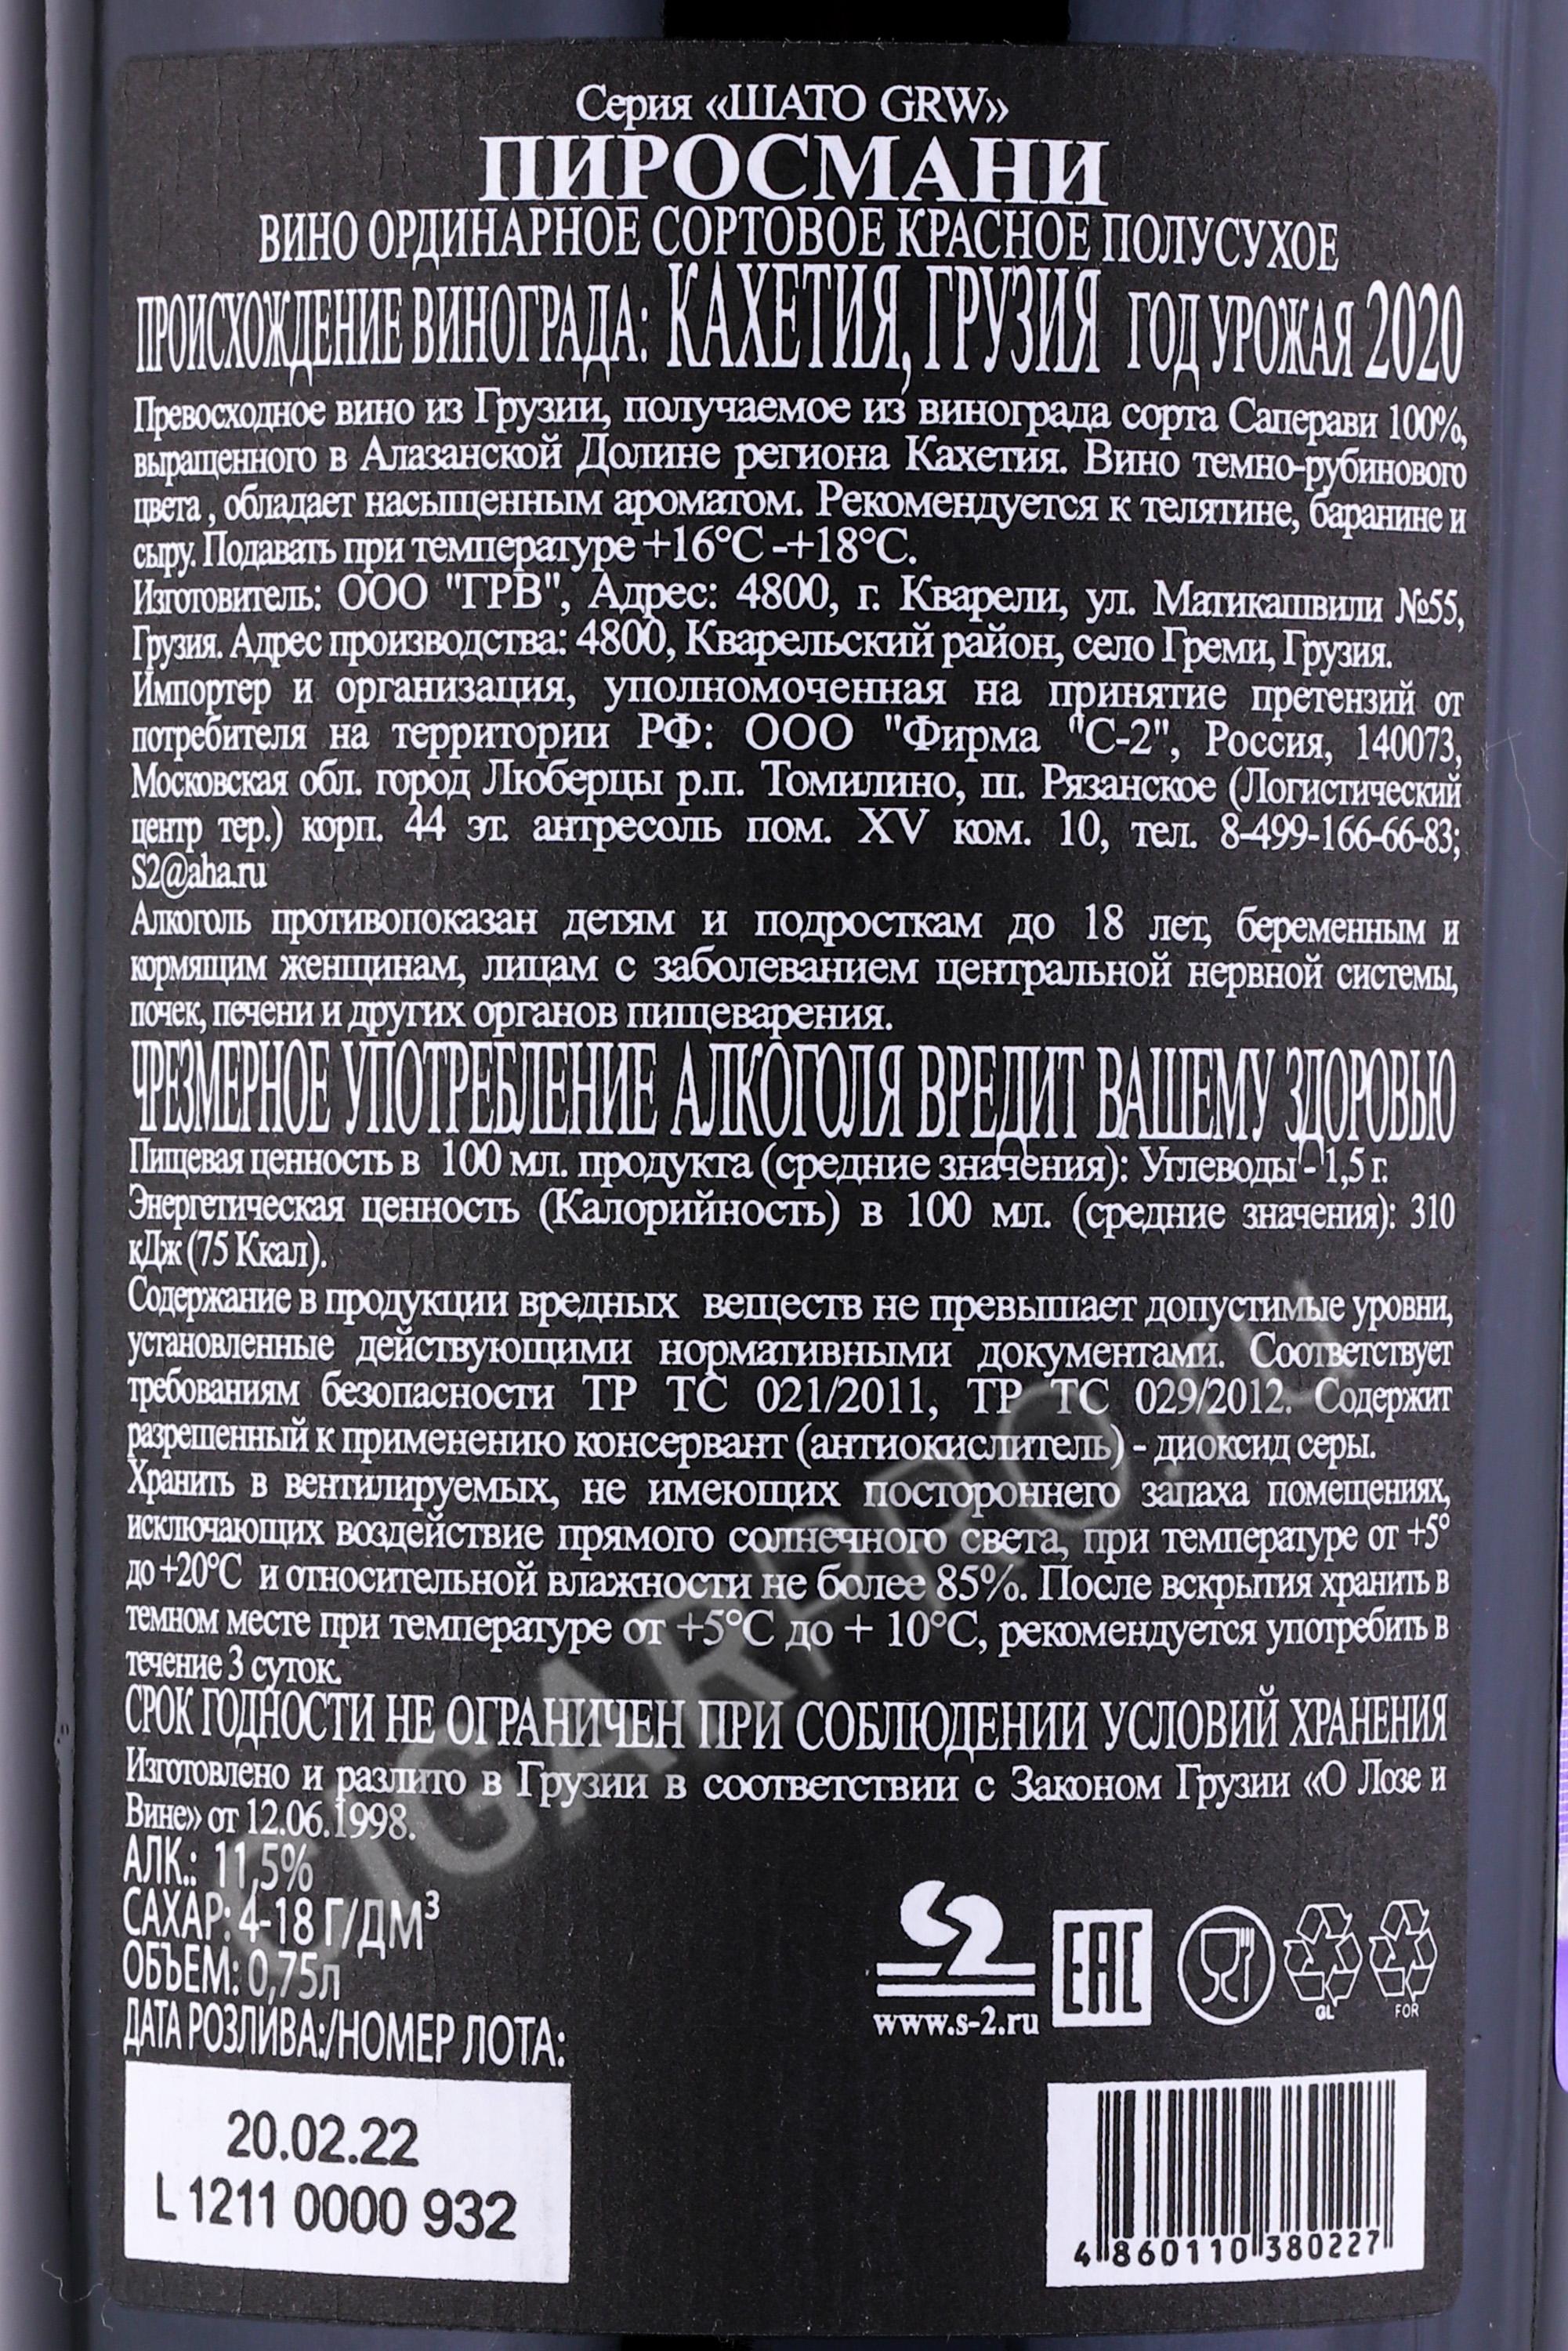 Серия «ШАТО GRW»
ПИРОСМАНИ
ВИНО ОРДИНАРНОЕ СОРТОВОЕ КРАСНОЕ ПОЛУСУХОЕ
ПРОИСХОЖДЕНИЕ ВИНОГРАДА: КАХЕТИЯ, ГРУЗИЯ ГОД УРОЖАЯ 2020
Превосходное вино из Грузии, получаемое из винограда сорта Саперави 100%,
выращенного в Алазанской Долине региона Кахетия. Вино темно-рубинового
цвета , обладает насыщенным ароматом. Рекомендуется к телятине, баранине и
сыру. Подавать при температуре +16°С -+18°С.
Изготовитель: ООО "ГРВ", Адрес: 4800, г. Кварели, ул. Матикашвили №55,
Грузия. Адрес производства: 4800, Кварельский район, село Греми, Грузия.
Импортер и организация, уполномоченная на принятие претензий от
потребителя на территории РФ: ООО "Фирма "С-2", Россия, 140073,
Московская обл. город Люберцы р.п. Томилино, ш. Рязанское (Логистический
центр тер.) корп. 44 эт. антресоль пом. XV ком. 10, тел. 8-499-166-66-83;
S2@aha.ru
Алкоголь противопоказан детям и подросткам до 18 лет, беременным и
кормящим женщинам, лицам с заболеванием центральной нервной системы,
почек, печени и других органов пищеварения.
ЧРЕЗМЕРНОЕ УПОТРЕБЛЕНИЕ АЛКОГОЛЯ ВРЕДИТ ВАШЕМУ ЗДОРОВЬЮ
Пищевая ценность в 100 мл. продукта (средние значения): Углеводы - 1,5 г.
Энергетическая ценность (Калорийность) в 100 мл. (средние значения): 310
кДж (75 Ккал).
Содержание в продукции вредных веществ не превышает допустимые уровни,
установленные действующими нормативными документами. Соответствует
требованиям безопасности ТР ТС 021/2011, ТР ТС 029/2012. Содержит
разрешенный к применению консервант (антиокислитель) - диоксид серы.
Хранить в вентилируемых, не имеющих постороннего запаха помещениях,
исключающих воздействие прямого солнечного света, при температуре от +5°
до +20°С и относительной влажности не более 85%. После вскрытия хранить в
темном месте при температуре от +5°С до + 10°С, рекомендуется употребить в
течение 3 суток.
СРОК ГОДНОСТИ НЕ ОГРАНИЧЕН ПРИ СОБЛЮДЕНИИ УСЛОВИЙ ХРАНЕНИЯ
Изготовлено и разлито в Грузии в соответствии с Законом Грузии «О Лозе и
Вине» от 12.06.1998.
АЛК.: 11,5%
САХАР: 4-18 Г/ДМ³
ОБЪЕМ: 0,75л
ДАТА РОЗЛИВА:/НОМЕР ЛОТА:
20.02.22
L 1211 0000 932
S2
www.s-2.ru
EAC
GL
FOR
4 860110 380227
CIGARPRO.ru